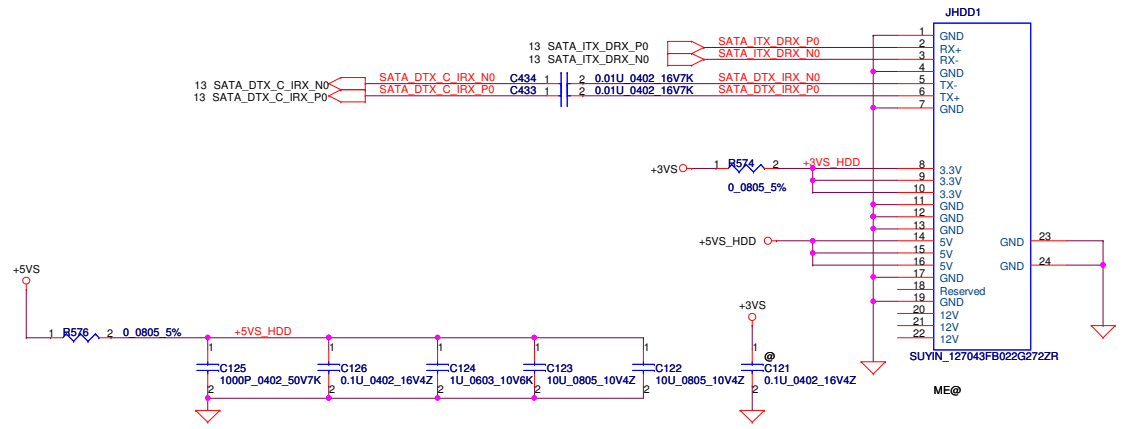 JHDD1
1 GND
13 SATA_ITX_DRX_P0 SATA_ITX_DRX_P0 2 RX+
13 SATA_ITX_DRX_N0 SATA_ITX_DRX_N0 3 RX-
4 GND
13 SATA_DTX_C_IRX_N0 SATA_DTX_C_IRX_N0 C434 1 2 0.01U_0402_16V7K SATA_DTX_IRX_N0 5 TX-
13 SATA_DTX_C_IRX_P0 SATA_DTX_C_IRX_P0 C433 1 2 0.01U_0402_16V7K SATA_DTX_IRX_P0 6 TX+
7 GND
+3VS 1 R574 2 +3VS_HDD 8 3.3V
0_0805_5% 9 3.3V
10 3.3V
11 GND
12 GND
13 GND
+5VS_HDD 14 5V GND 23
15 5V
16 5V GND 24
17 GND
18 Reserved
19 GND
20 12V
21 12V
22 12V
SUYIN_127043FB022G272ZR
ME@
+5VS
1 R576 2 0_0805_5% +5VS_HDD
+3VS
1 1 1 1 1 1 @
C125 C126 C124 C123 C122 C121
1000P_0402_50V7K 0.1U_0402_16V4Z 1U_0603_10V6K 10U_0805_10V4Z 10U_0805_10V4Z 0.1U_0402_16V4Z
2 2 2 2 2 2